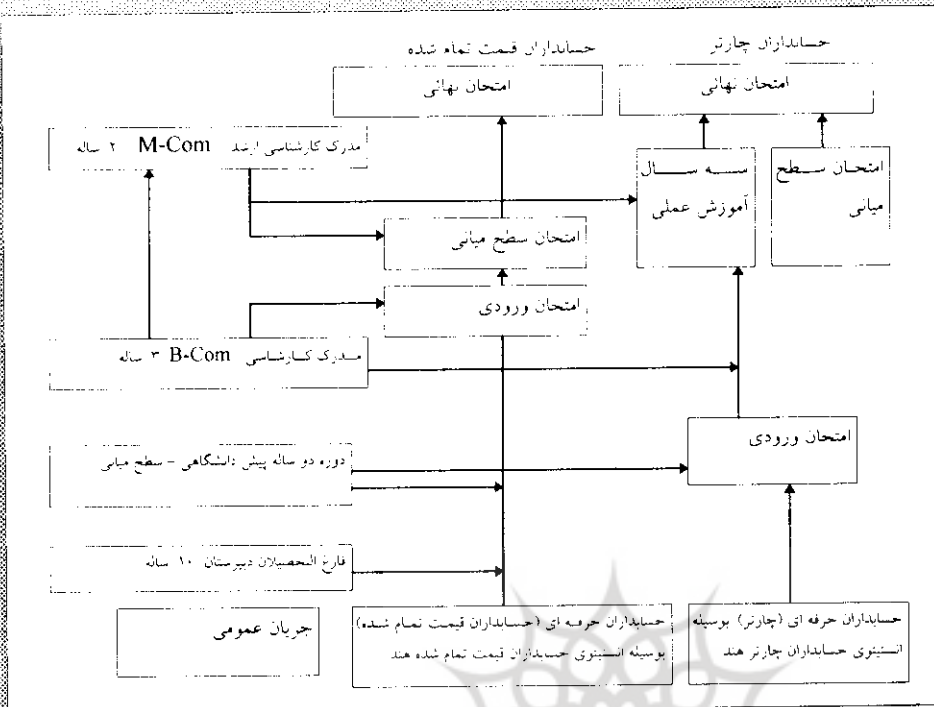 حسابداران چارتر
حسابداران قیمت تمام شده
امتحان نهائی
امتحان نهائی
مدرک کارشناسی ارشد M-Com ۲ ساله
امتحان سطح
میانی
ســه ســال
آموزش عملی
امتحان سطح میانی
امتحان ورودی
مدرک کارشناسی B-Com ۳ ساله
امتحان ورودی
دوره دو ساله پیش دانشگاهی - سطح میانی
فارغ التحصیلان دبیرستان ۱۰ ساله
حسابداران حرفه ای (چارتر) بوسیله
انستیتوی حسابداران چارتر هند
حسابداران حرفه ای (حسابداران قیمت تمام شده)
بوسیله انستیتوی حسابداران قیمت تمام شده هند
جریان عمومی